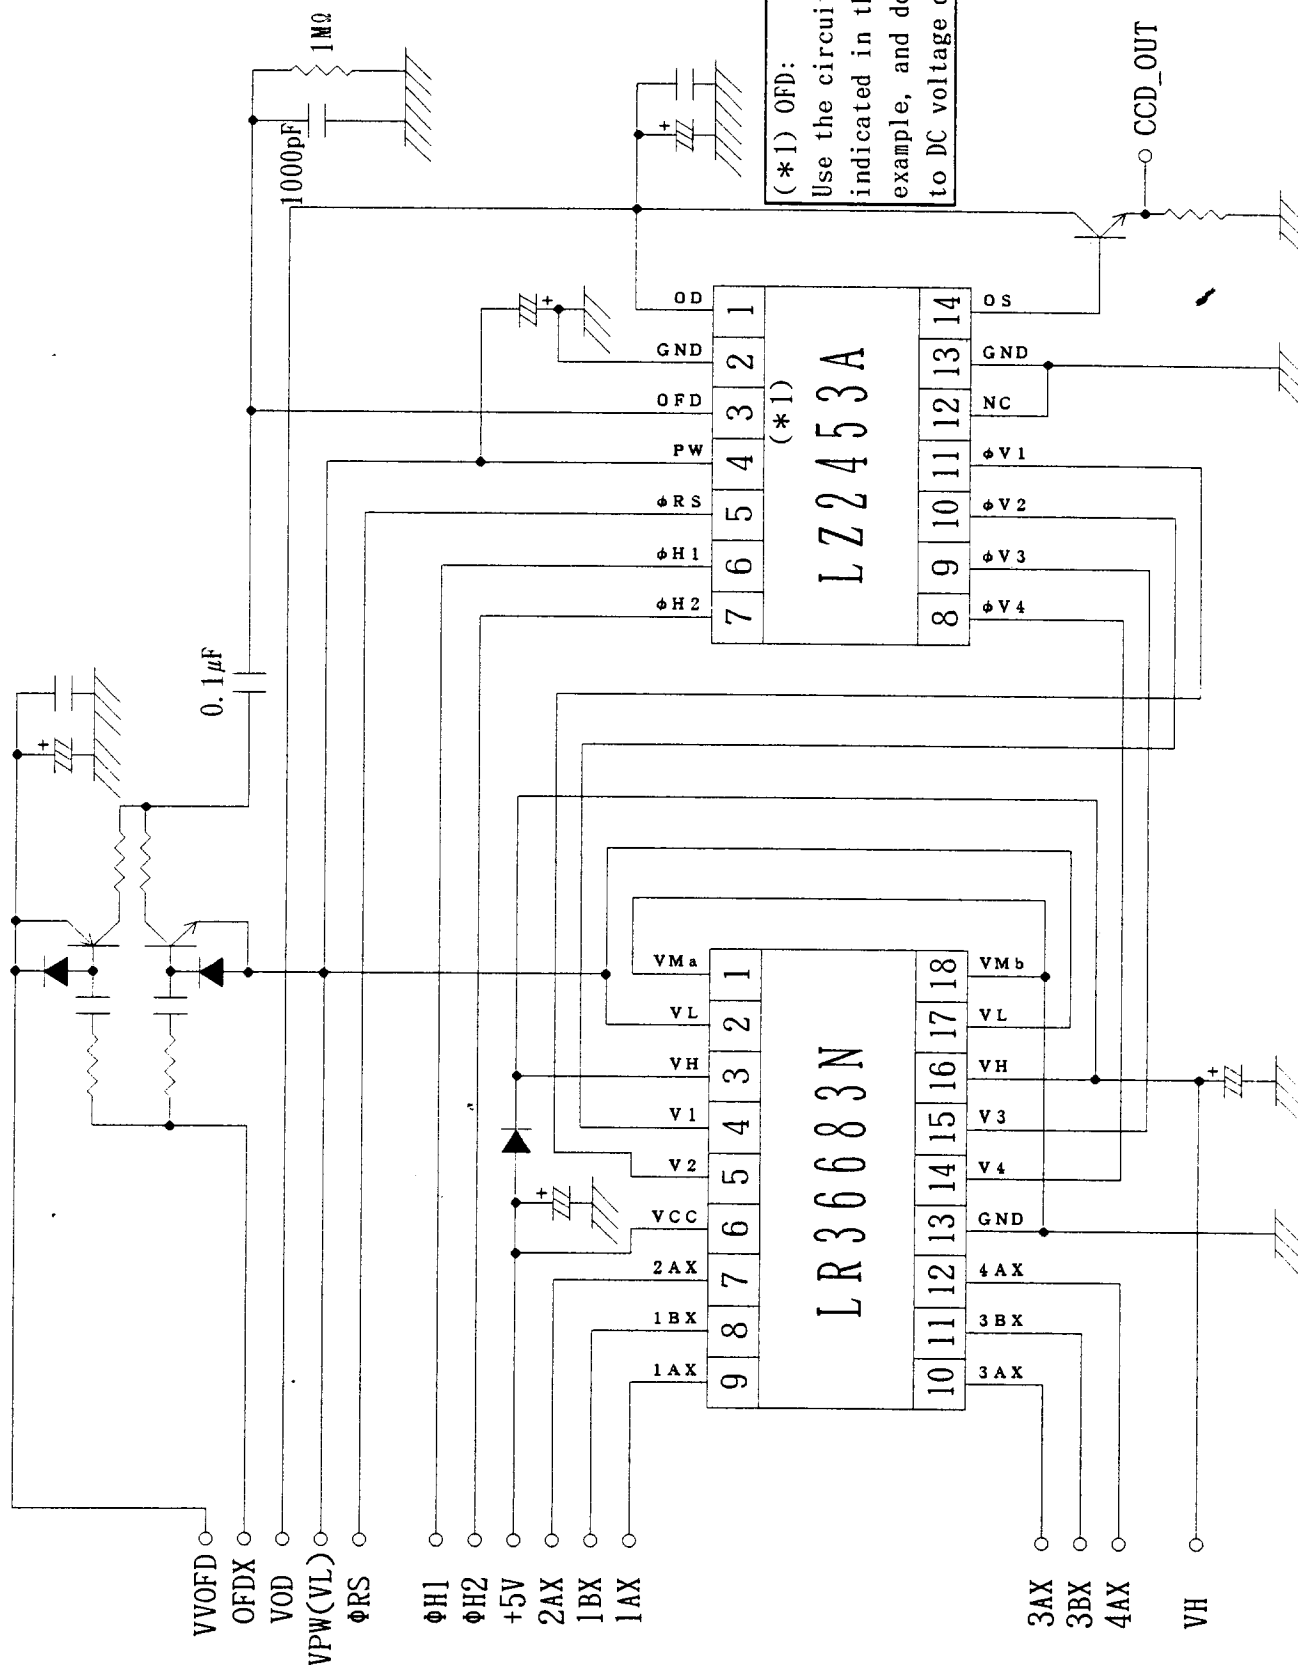 VVOFD
OFDX
VOD
VPW(VL)
ΦRS
ΦH1
ΦH2
+5V
2AX
1BX
1AX
3AX
3BX
4AX
VH
0.1μF
1000pF
1MΩ
+
+
+
+
+
LR36683N
1 VMa
2 VL
3 VH
4 V1
5 V2
6 VCC
7 2AX
8 1BX
9 1AX
10 3AX
11 3BX
12 4AX
13 GND
14 V4
15 V3
16 VH
17 VL
18 VMb
LZ2453A
(*1)
1 OD
2 GND
3 OFD
4 PW
5 φRS
6 φH1
7 φH2
8 φV4
9 φV3
10 φV2
11 φV1
12 NC
13 GND
14 OS
CCD_OUT
(*1) OFD:
Use the
indicated in
example, and
to DC voltage